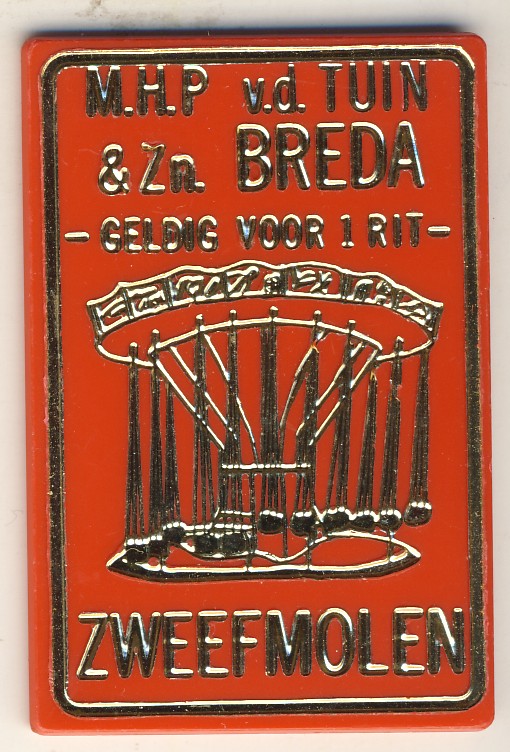 M.H.P v.d. TUIN
& Zn. BREDA
- GELDIG VOOR 1 RIT -
ZWEEFMOLEN